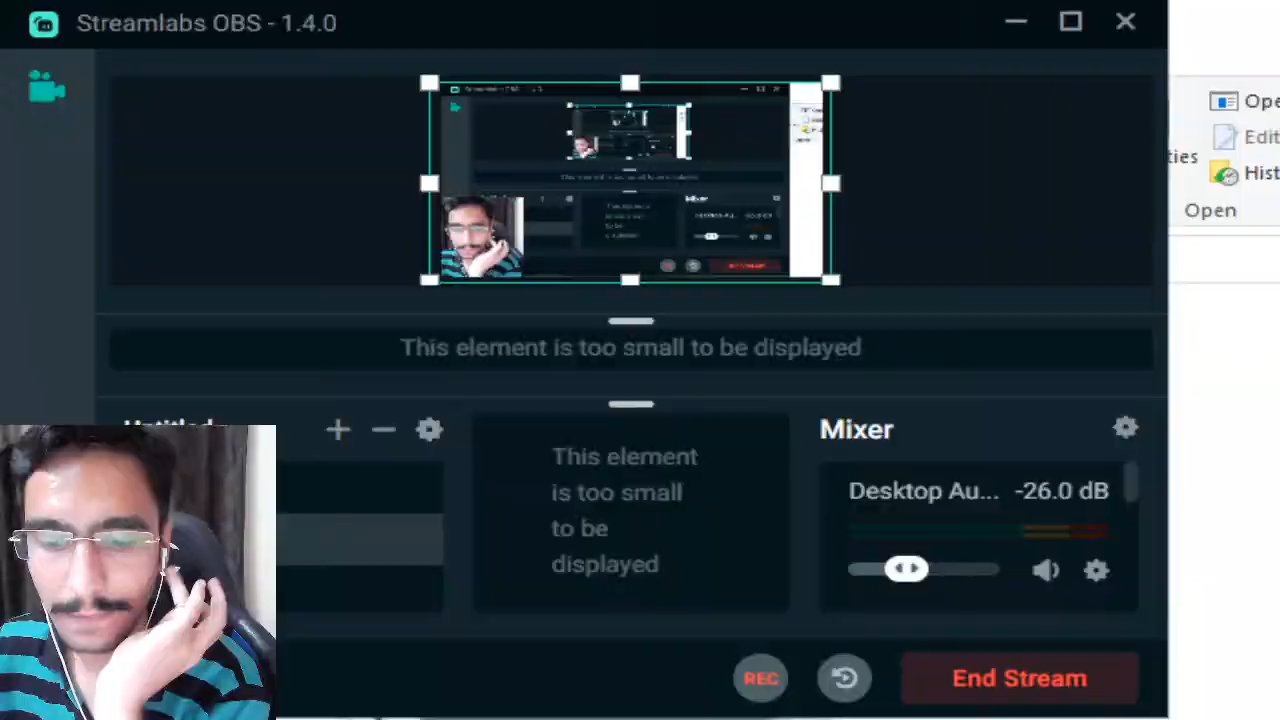 Streamlabs OBS - 1.4.0
Ope
Edit
ties
Hist
Open
This element is too small to be displayed
Mixer
This element
is too small
to be
displayed
Desktop Au... -26.0 dB
REC
End Stream